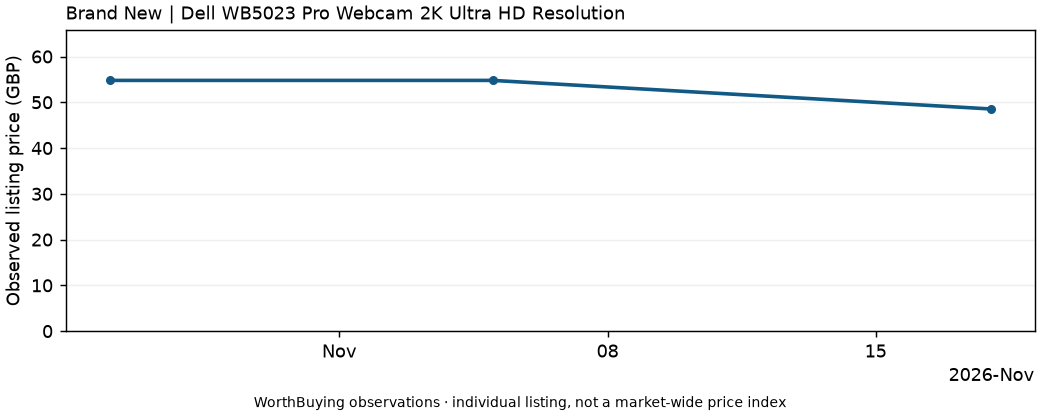 Brand New | Dell WB5023 Pro Webcam 2K Ultra HD Resolution
Observed listing price (GBP)
60
50
40
30
20
10
0
Nov
08
15
2026-Nov
WorthBuying observations · individual listing, not a market-wide price index